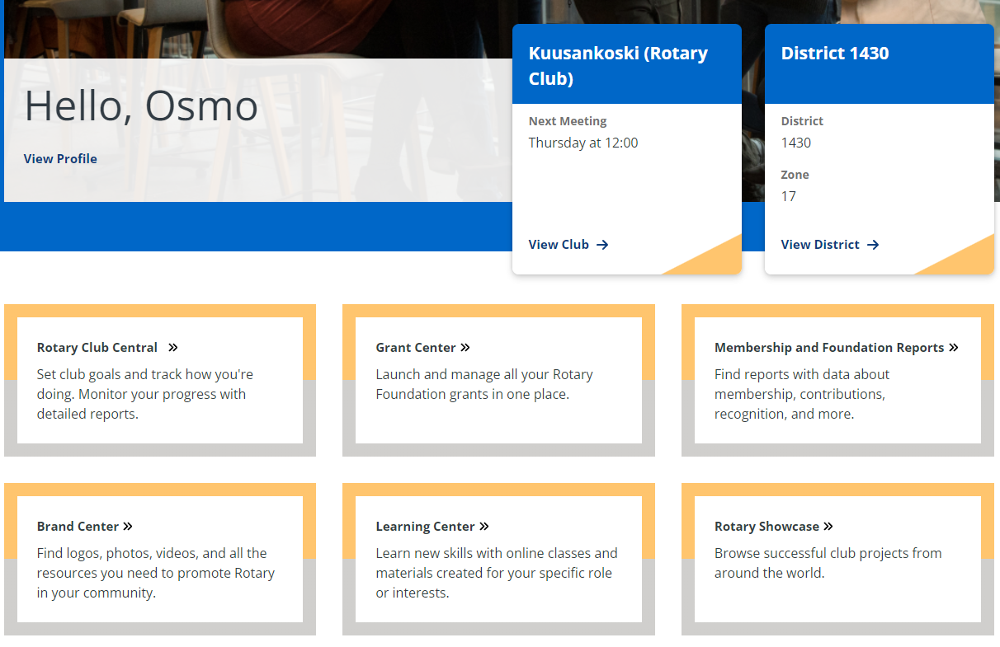 Hello, Osmo
View Profile
Kuusankoski (Rotary
Club)
Next Meeting
Thursday at 12:00
View Club
District 1430
District
1430
Zone
17
View District
Rotary Club Central
Set club goals and track how you're
doing. Monitor your progress with
detailed reports.
Grant Center
Launch and manage all your Rotary
Foundation grants in one place.
Membership and Foundation Reports
Find reports with data about
membership, contributions,
recognition, and more.
Brand Center
Find logos, photos, videos, and all the
resources you need to promote Rotary
in your community.
Learning Center
Learn new skills with online classes and
materials created for your specific role
or interests.
Rotary Showcase
Browse successful club projects from
around the world.